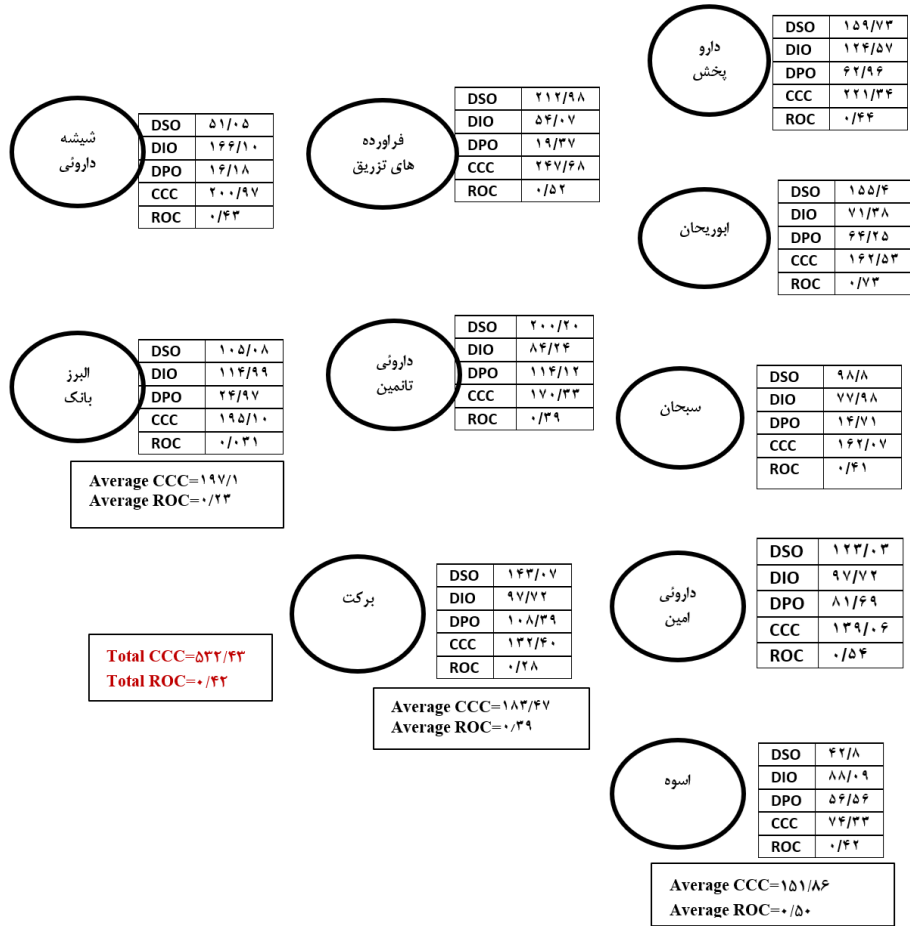 دارو
پخش
DSO ۱۵۹/۷۳
DIO ۱۲۴/۵۷
DPO ۶۲/۹۶
CCC ۲۲۱/۳۴
ROC ۰/۴۴
فراورده
های تزریق
DSO ۲۱۲/۹۸
DIO ۵۴/۰۷
DPO ۱۹/۳۷
CCC ۲۴۷/۶۸
ROC ۰/۵۲
شیشه
داروئی
DSO ۵۱/۰۵
DIO ۱۶۶/۱۰
DPO ۱۶/۱۸
CCC ۲۰۰/۹۷
ROC ۰/۴۳
ابوریحان
DSO ۱۵۵/۴
DIO ۷۱/۳۸
DPO ۶۴/۲۵
CCC ۱۶۲/۵۳
ROC ۰/۷۳
داروئی
تانمین
DSO ۲۰۰/۲۰
DIO ۸۴/۲۴
DPO ۱۱۴/۱۲
CCC ۱۷۰/۳۳
ROC ۰/۳۹
البرز
بانک
DSO ۱۰۵/۰۸
DIO ۱۱۴/۹۹
DPO ۲۴/۹۷
CCC ۱۹۵/۱۰
ROC ۰/۰۳۱
Average CCC=۱۹۷/۱
Average ROC=۰/۲۳
سبحان
DSO ۹۸/۸
DIO ۷۷/۹۸
DPO ۱۴/۷۱
CCC ۱۶۲/۰۷
ROC ۰/۴۱
داروئی
امین
DSO ۱۲۳/۰۳
DIO ۹۷/۷۲
DPO ۸۱/۶۹
CCC ۱۳۹/۰۶
ROC ۰/۵۴
برکت
DSO ۱۴۳/۰۷
DIO ۹۷/۷۲
DPO ۱۰۸/۳۹
CCC ۱۳۲/۴۰
ROC ۰/۲۸
Average CCC=۱۸۳/۴۷
Average ROC=۰/۳۹
Total CCC=۵۳۲/۴۳
Total ROC=۰/۴۲
اسوه
DSO ۴۲/۸
DIO ۸۸/۰۹
DPO ۵۶/۵۶
CCC ۷۴/۳۳
ROC ۰/۴۲
Average CCC=۱۵۱/۸۶
Average ROC=۰/۵۰